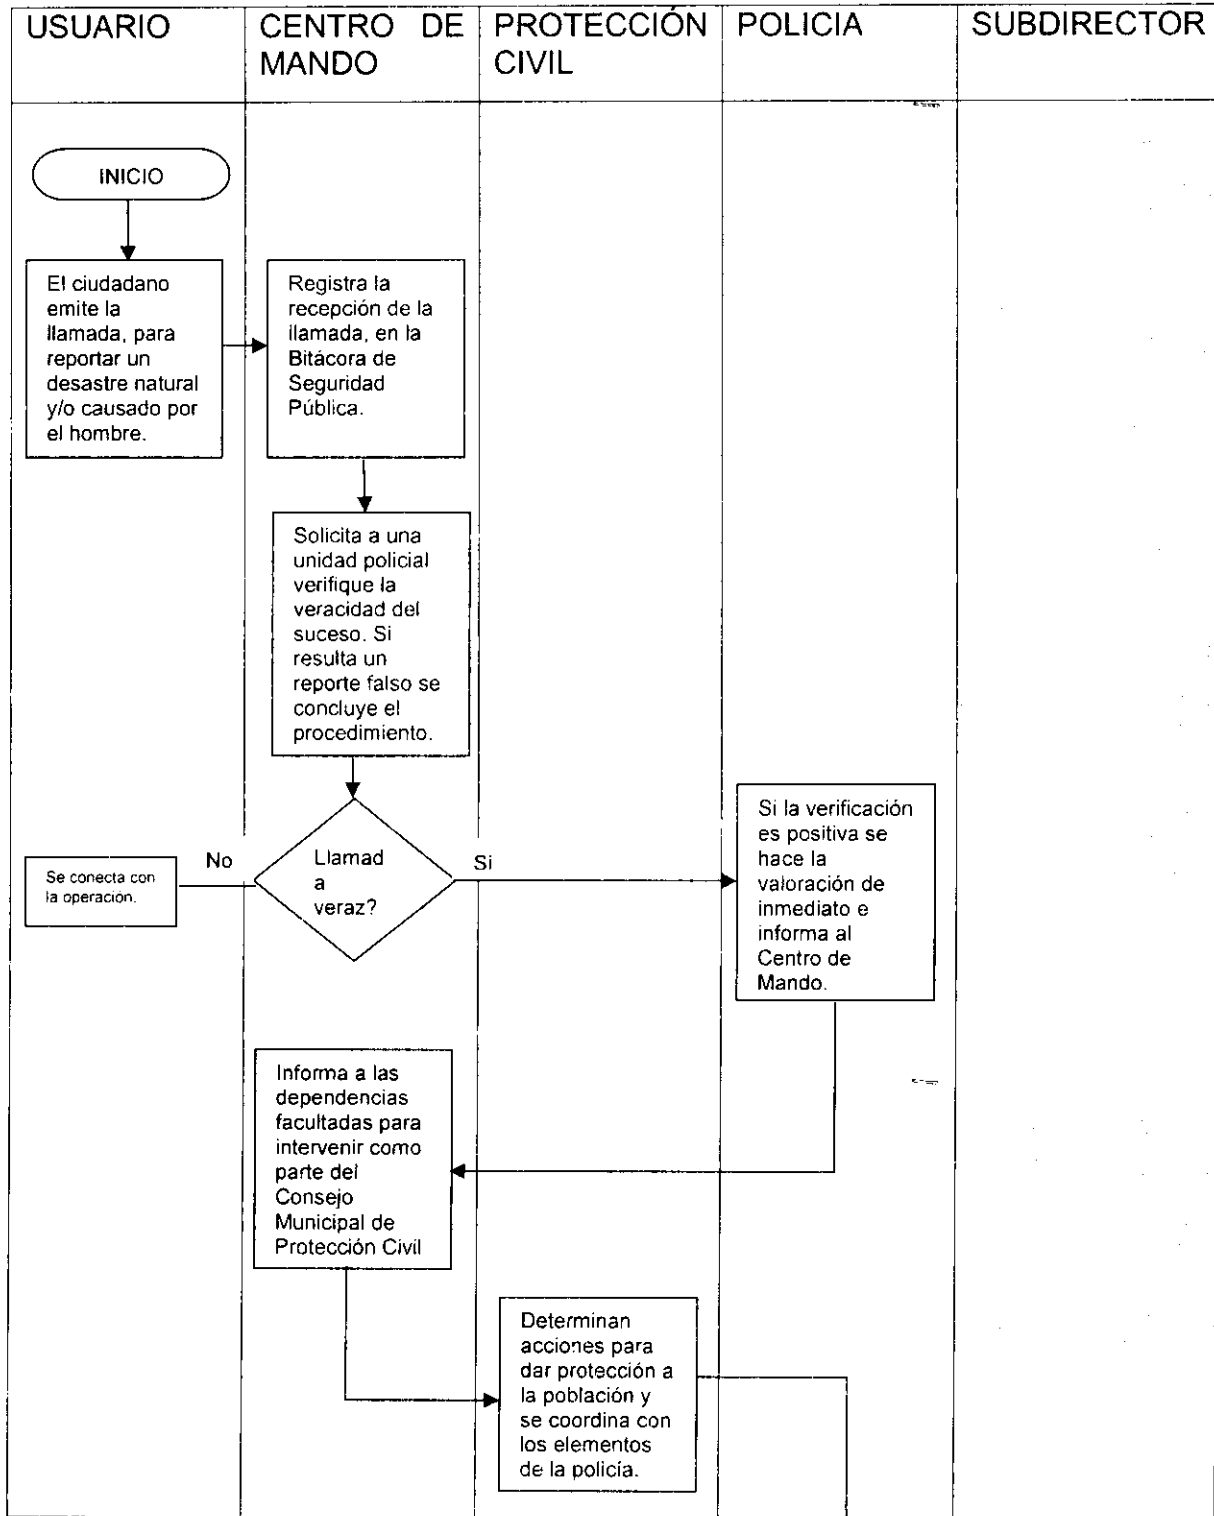 USUARIO
CENTRO DE
MANDO
PROTECCIÓN
CIVIL
POLICIA
SUBDIRECTOR
INICIO
El ciudadano
emite la
llamada, para
reportar un
desastre natural
y/o causado por
el hombre.
Registra la
recepción de la
llamada, en la
Bitácora de
Seguridad
Pública.
Solicita a una
unidad policial
verifique la
veracidad del
suceso. Si
resulta un
reporte falso se
concluye el
procedimiento.
Llamad
a
veraz?
No
Si
Se conecta con
la operación.
Si la verificación
es positiva se
hace la
valoración de
inmediato e
informa al
Centro de
Mando.
Informa a las
dependencias
facultadas para
intervenir como
parte del
Consejo
Municipal de
Protección Civil
Determinan
acciones para
dar protección a
la población y
se coordina con
los elementos
de la policía.